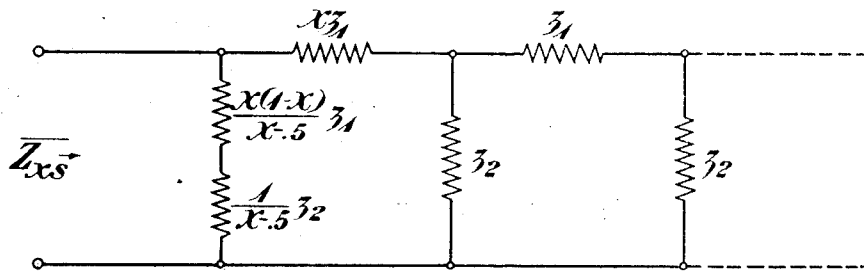 xz₁
z₁
x(1-x)/x-.5 z₁
Z_xs
z₂
z₂
1/x-.5 z₂